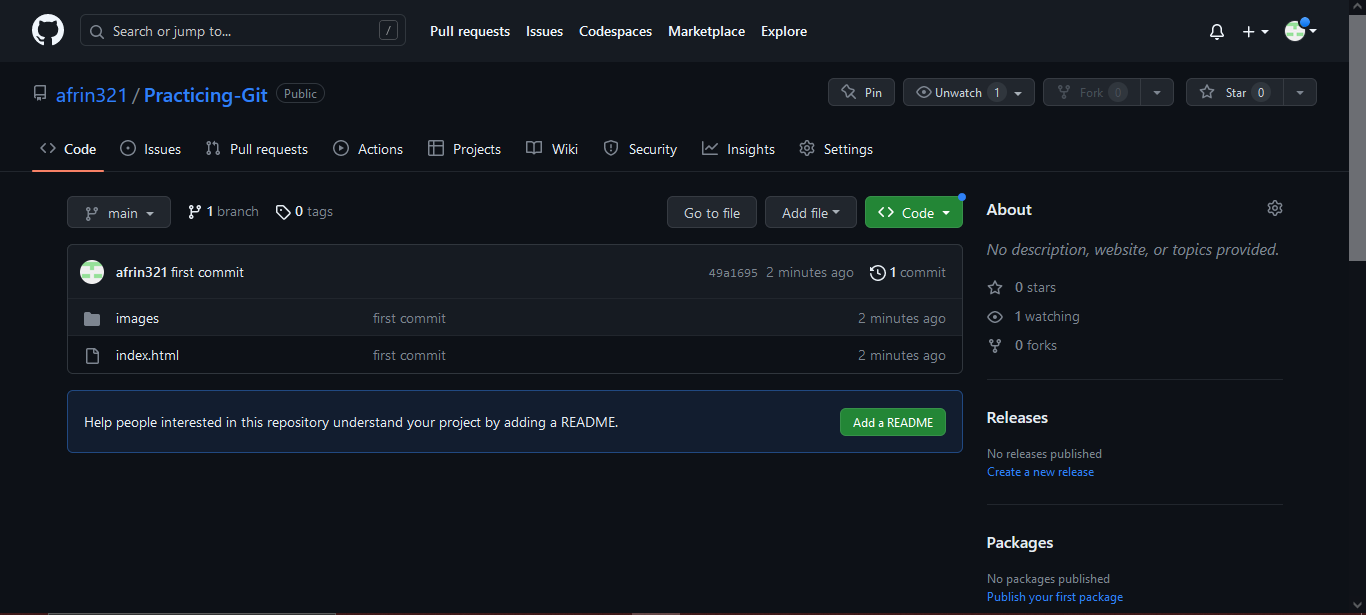 Search or jump to... / Pull requests Issues Codespaces Marketplace Explore
afrin321 / Practicing-Git Public Pin Unwatch 1 Fork 0 Star 0
Code Issues Pull requests Actions Projects Wiki Security Insights Settings
main 1 branch 0 tags Go to file Add file Code
afrin321 first commit 49a1695 2 minutes ago 1 commit
images first commit 2 minutes ago
index.html first commit 2 minutes ago
Help people interested in this repository understand your project by adding a README. Add a README
About
No description, website, or topics provided.
0 stars
1 watching
0 forks
Releases
No releases published
Create a new release
Packages
No packages published
Publish your first package